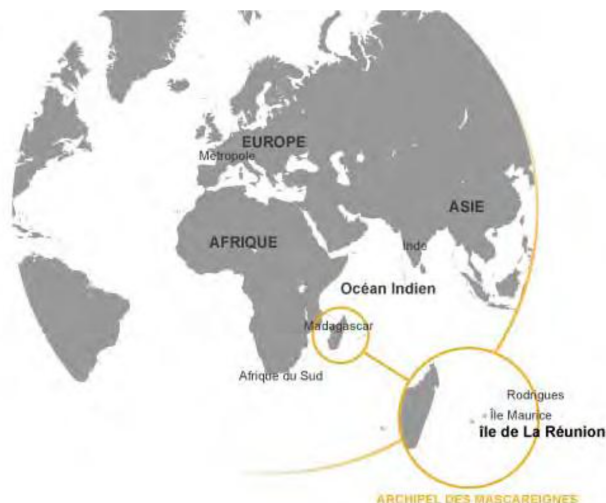 EUROPE
Métropole
ASIE
AFRIQUE
Inde
Océan Indien
Madagascar
Afrique du Sud
Rodrigues
Île Maurice
île de La Réunion
ARCHIPEL DES MASCAREIGNES